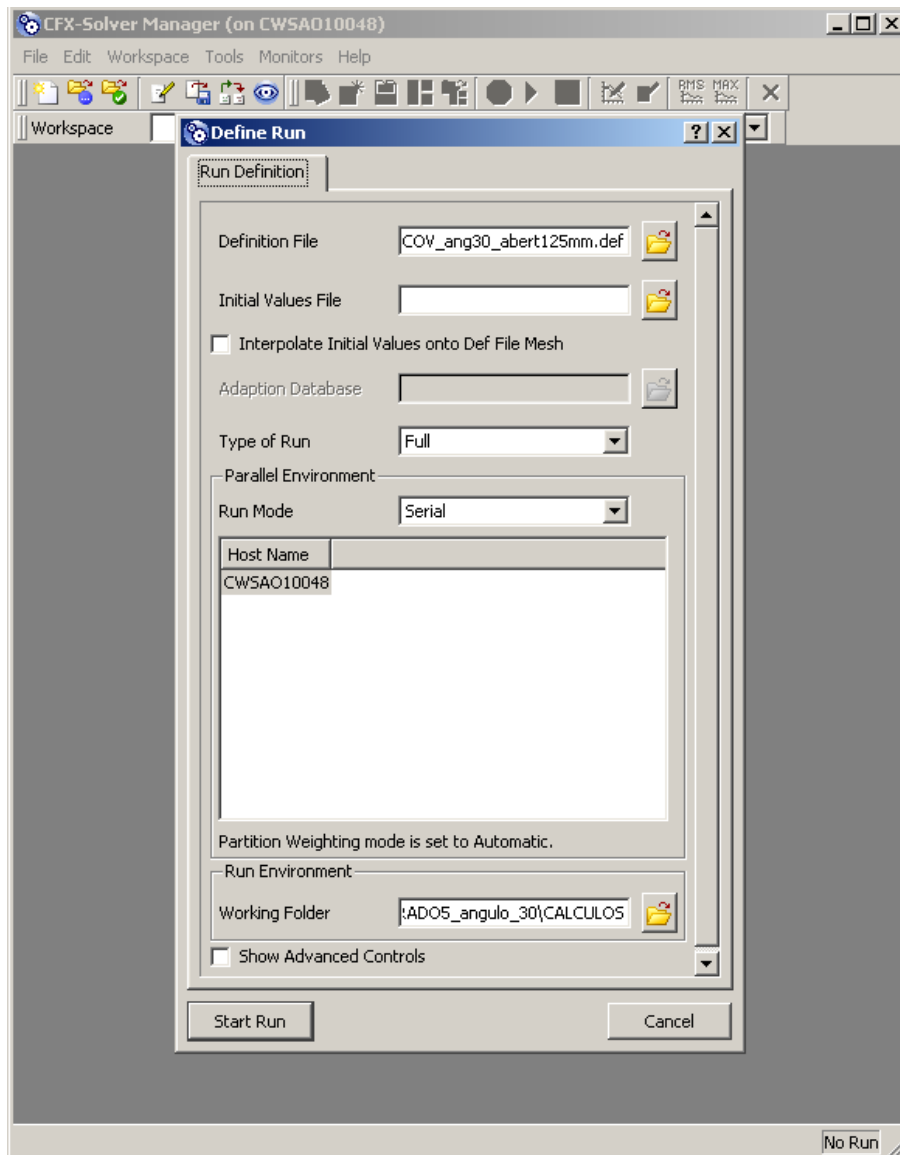 CFX-Solver Manager (on CWSAO10048)
File Edit Workspace Tools Monitors Help
RMS MAX
Workspace
Define Run
Run Definition
Definition File COV_ang30_abert125mm.def
Initial Values File
Interpolate Initial Values onto Def File Mesh
Adaption Database
Type of Run Full
Parallel Environment
Run Mode Serial
Host Name
CWSAO10048
Partition Weighting mode is set to Automatic.
Run Environment
Working Folder :ADO5_angulo_30\CALCULOS
Show Advanced Controls
Start Run Cancel
No Run